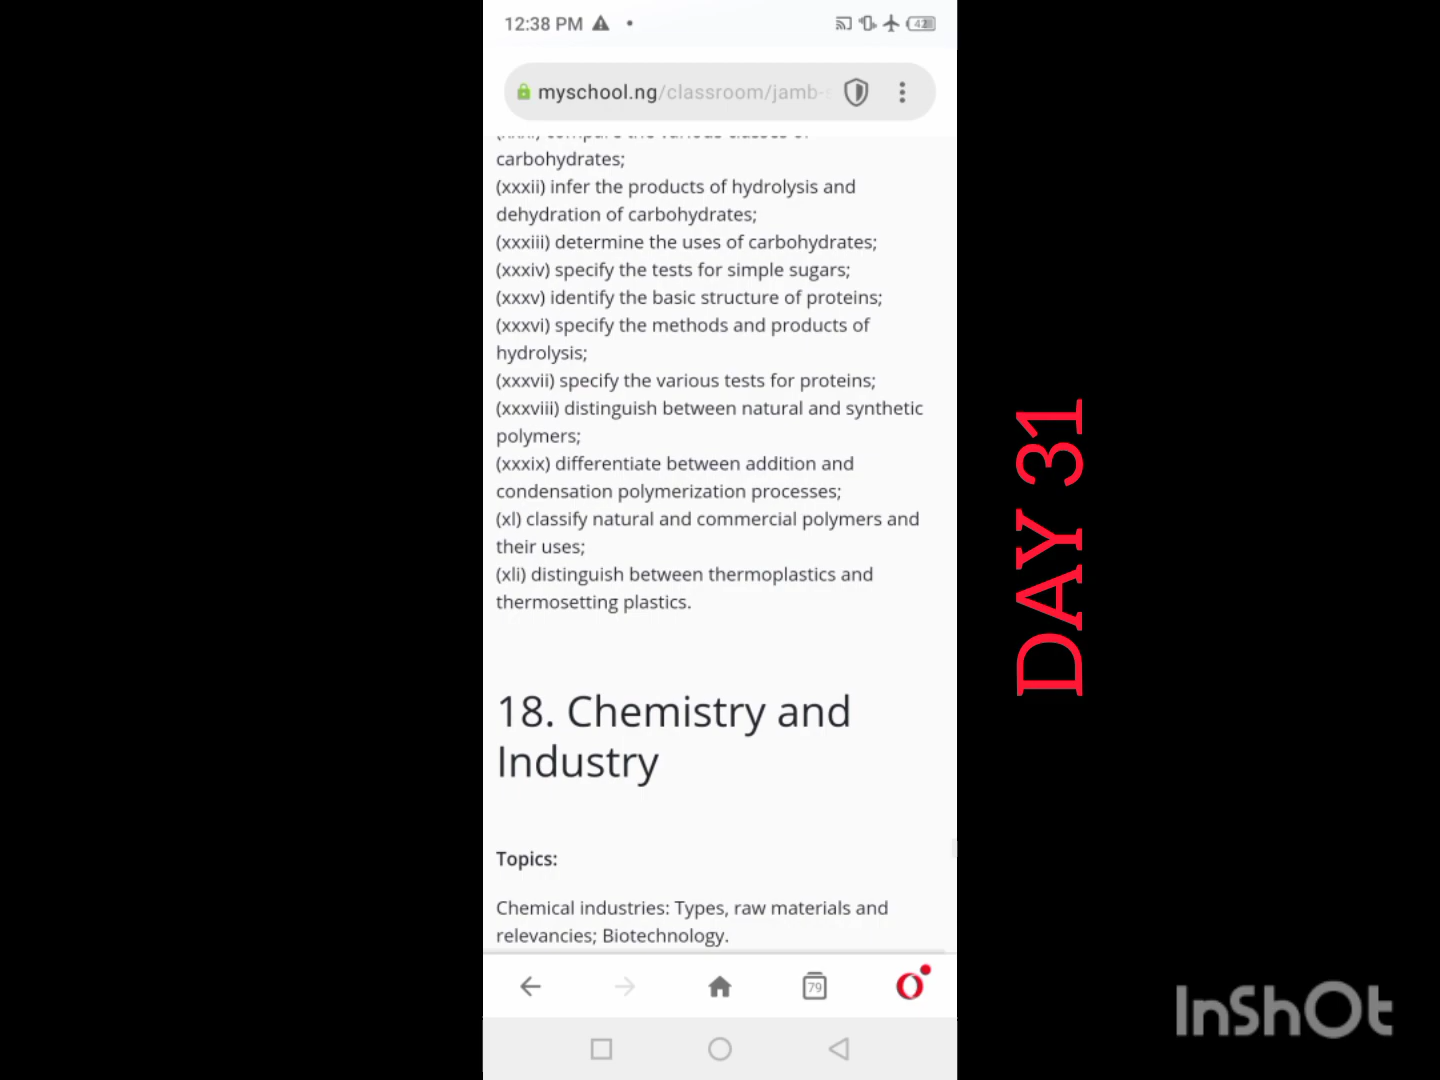 12:38 PM
42
myschool.ng/classroom/jamb-
carbohydrates;
(xxxii) infer the products of hydrolysis and
dehydration of carbohydrates;
(xxxiii) determine the uses of carbohydrates;
(xxxiv) specify the tests for simple sugars;
(xxxv) identify the basic structure of proteins;
(xxxvi) specify the methods and products of
hydrolysis;
(xxxvii) specify the various tests for proteins;
(xxxviii) distinguish between natural and synthetic
polymers;
(xxxix) differentiate between addition and
condensation polymerization processes;
(xl) classify natural and commercial polymers and
their uses;
(xli) distinguish between thermoplastics and
thermosetting plastics.
18. Chemistry and
Industry
Topics:
Chemical industries: Types, raw materials and
relevancies; Biotechnology.
79
DAY 31
InShOt